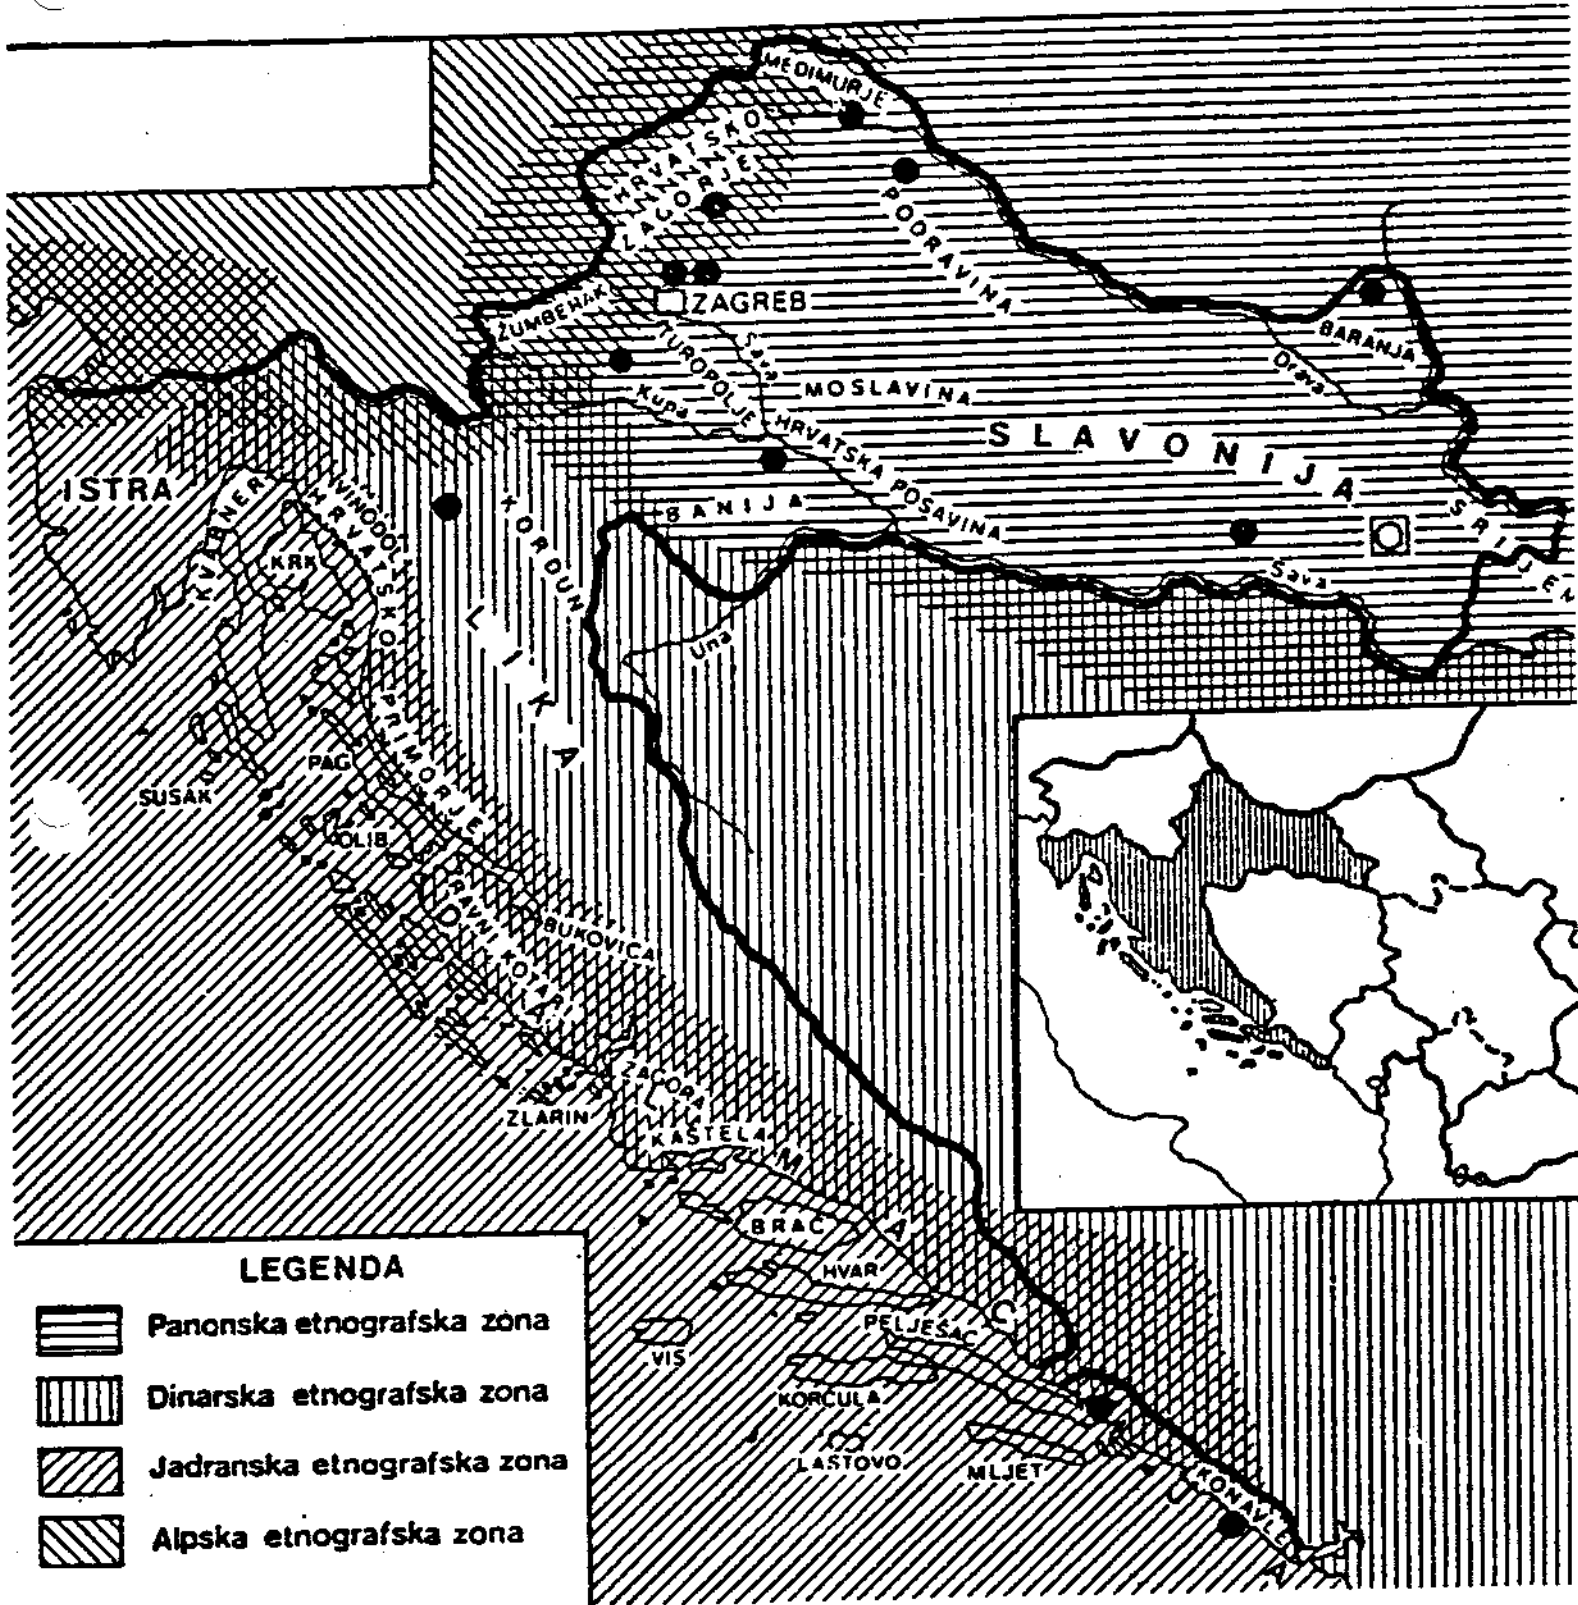 MEĐIMURJE
HRVATSKO
ZAGORJE
PODRAVINA
ŽUMBERAK
ZAGREB
BARANJA
TUROPOLJE
Sava
Drava
MOSLAVINA
Kupa
SLAVONIJA
HRVATSKA POSAVINA
ISTRA
KVARNER
VINODOL
HRVATSKO PRIMORJE
KORDUN
BANIJA
SRIJEM
KRK
LIKA
Una
Sava
PAG
SUSAK
OLIB
RAVNI KOTARI
BUKOVICA
ZAGORA
ZLARIN
KAŠTELA
DALMACIJA
BRAČ
HVAR
PELJEŠAC
VIS
KORČULA
LASTOVO
MLJET
KONAVLE
LEGENDA
Panonska etnografska zona
Dinarska etnografska zona
Jadranska etnografska zona
Alpska etnografska zona